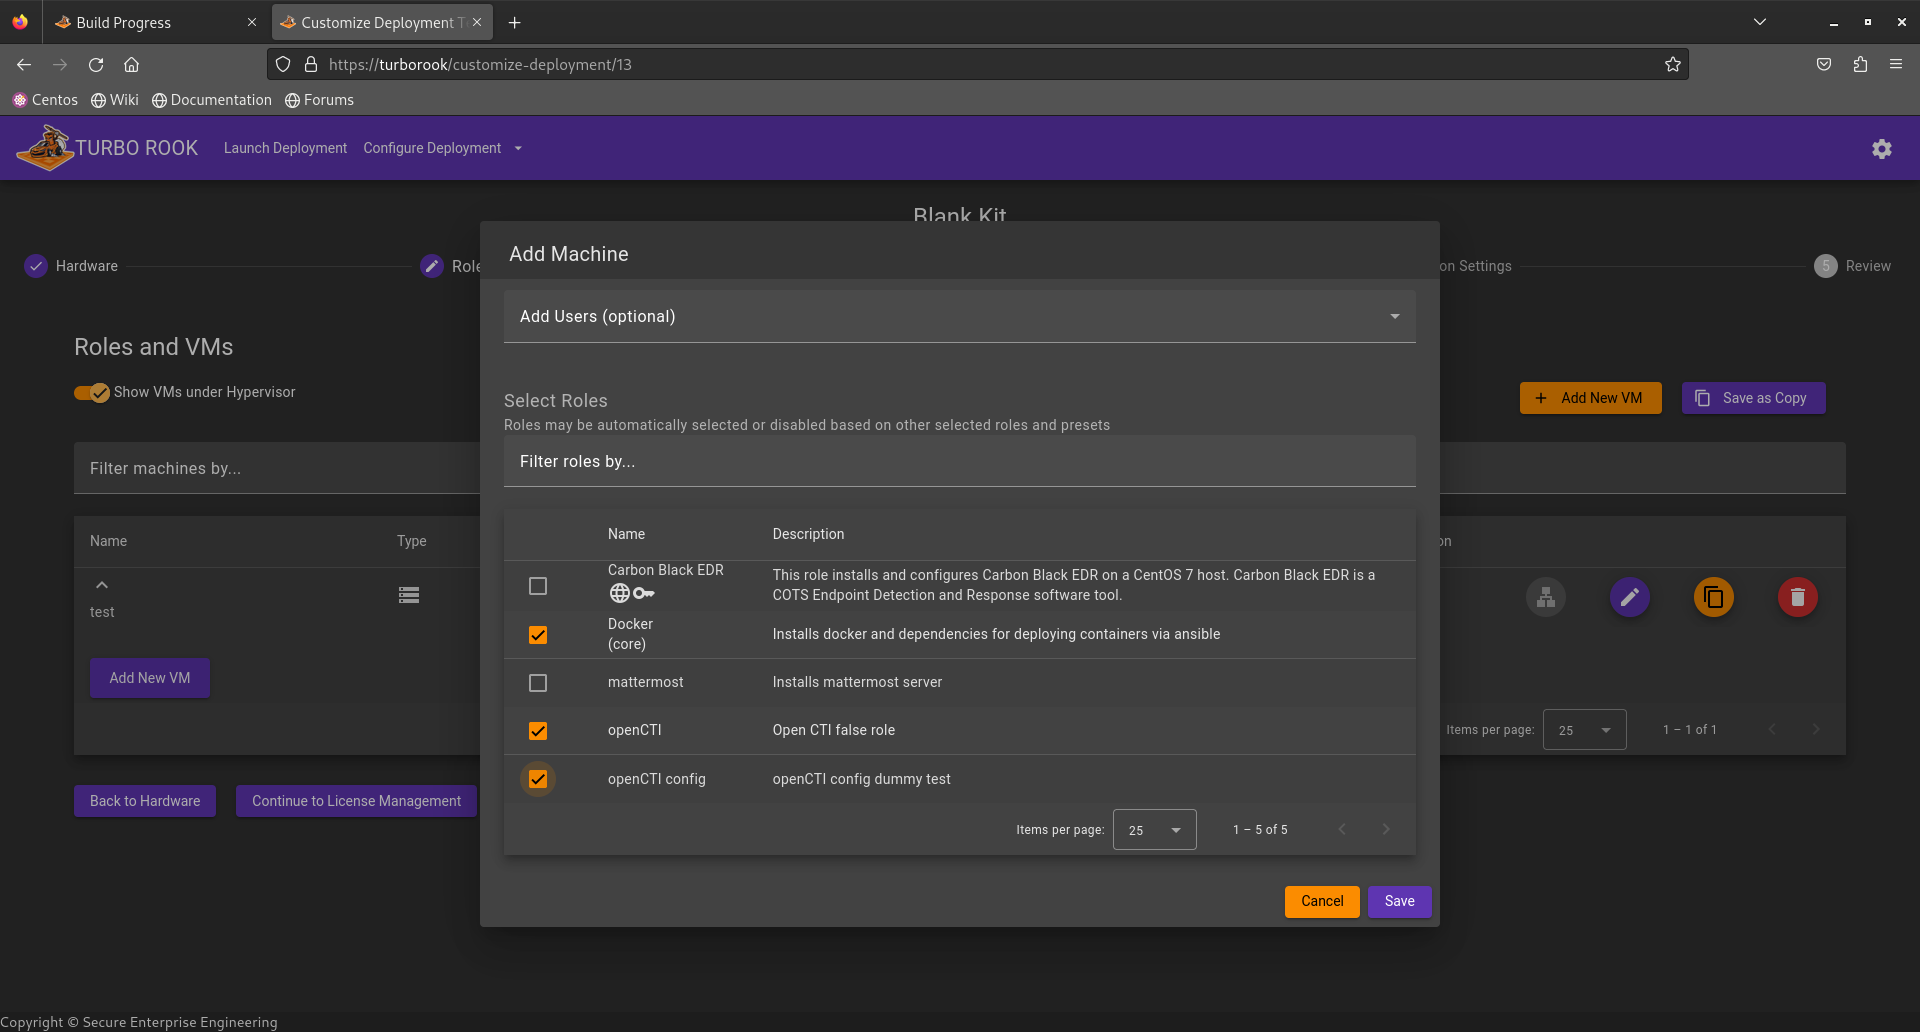 Build Progress
Customize Deployment T
https://turborook/customize-deployment/13
Centos Wiki Documentation Forums
TURBO ROOK Launch Deployment Configure Deployment
Blank Kit
Hardware
Role
on Settings
5 Review
Add Machine
Add Users (optional)
Roles and VMs
Show VMs under Hypervisor
Add New VM
Save as Copy
Select Roles
Roles may be automatically selected or disabled based on other selected roles and presets
Filter machines by...
Filter roles by...
Name Type
on
Name Description
test
Carbon Black EDR
This role installs and configures Carbon Black EDR on a CentOS 7 host. Carbon Black EDR is a
COTS Endpoint Detection and Response software tool.
Docker
(core)
Installs docker and dependencies for deploying containers via ansible
Add New VM
mattermost Installs mattermost server
openCTI Open CTI false role
Items per page: 25 1 – 1 of 1
openCTI config openCTI config dummy test
Back to Hardware
Continue to License Management
Items per page: 25 1 – 5 of 5
Cancel Save
Copyright © Secure Enterprise Engineering